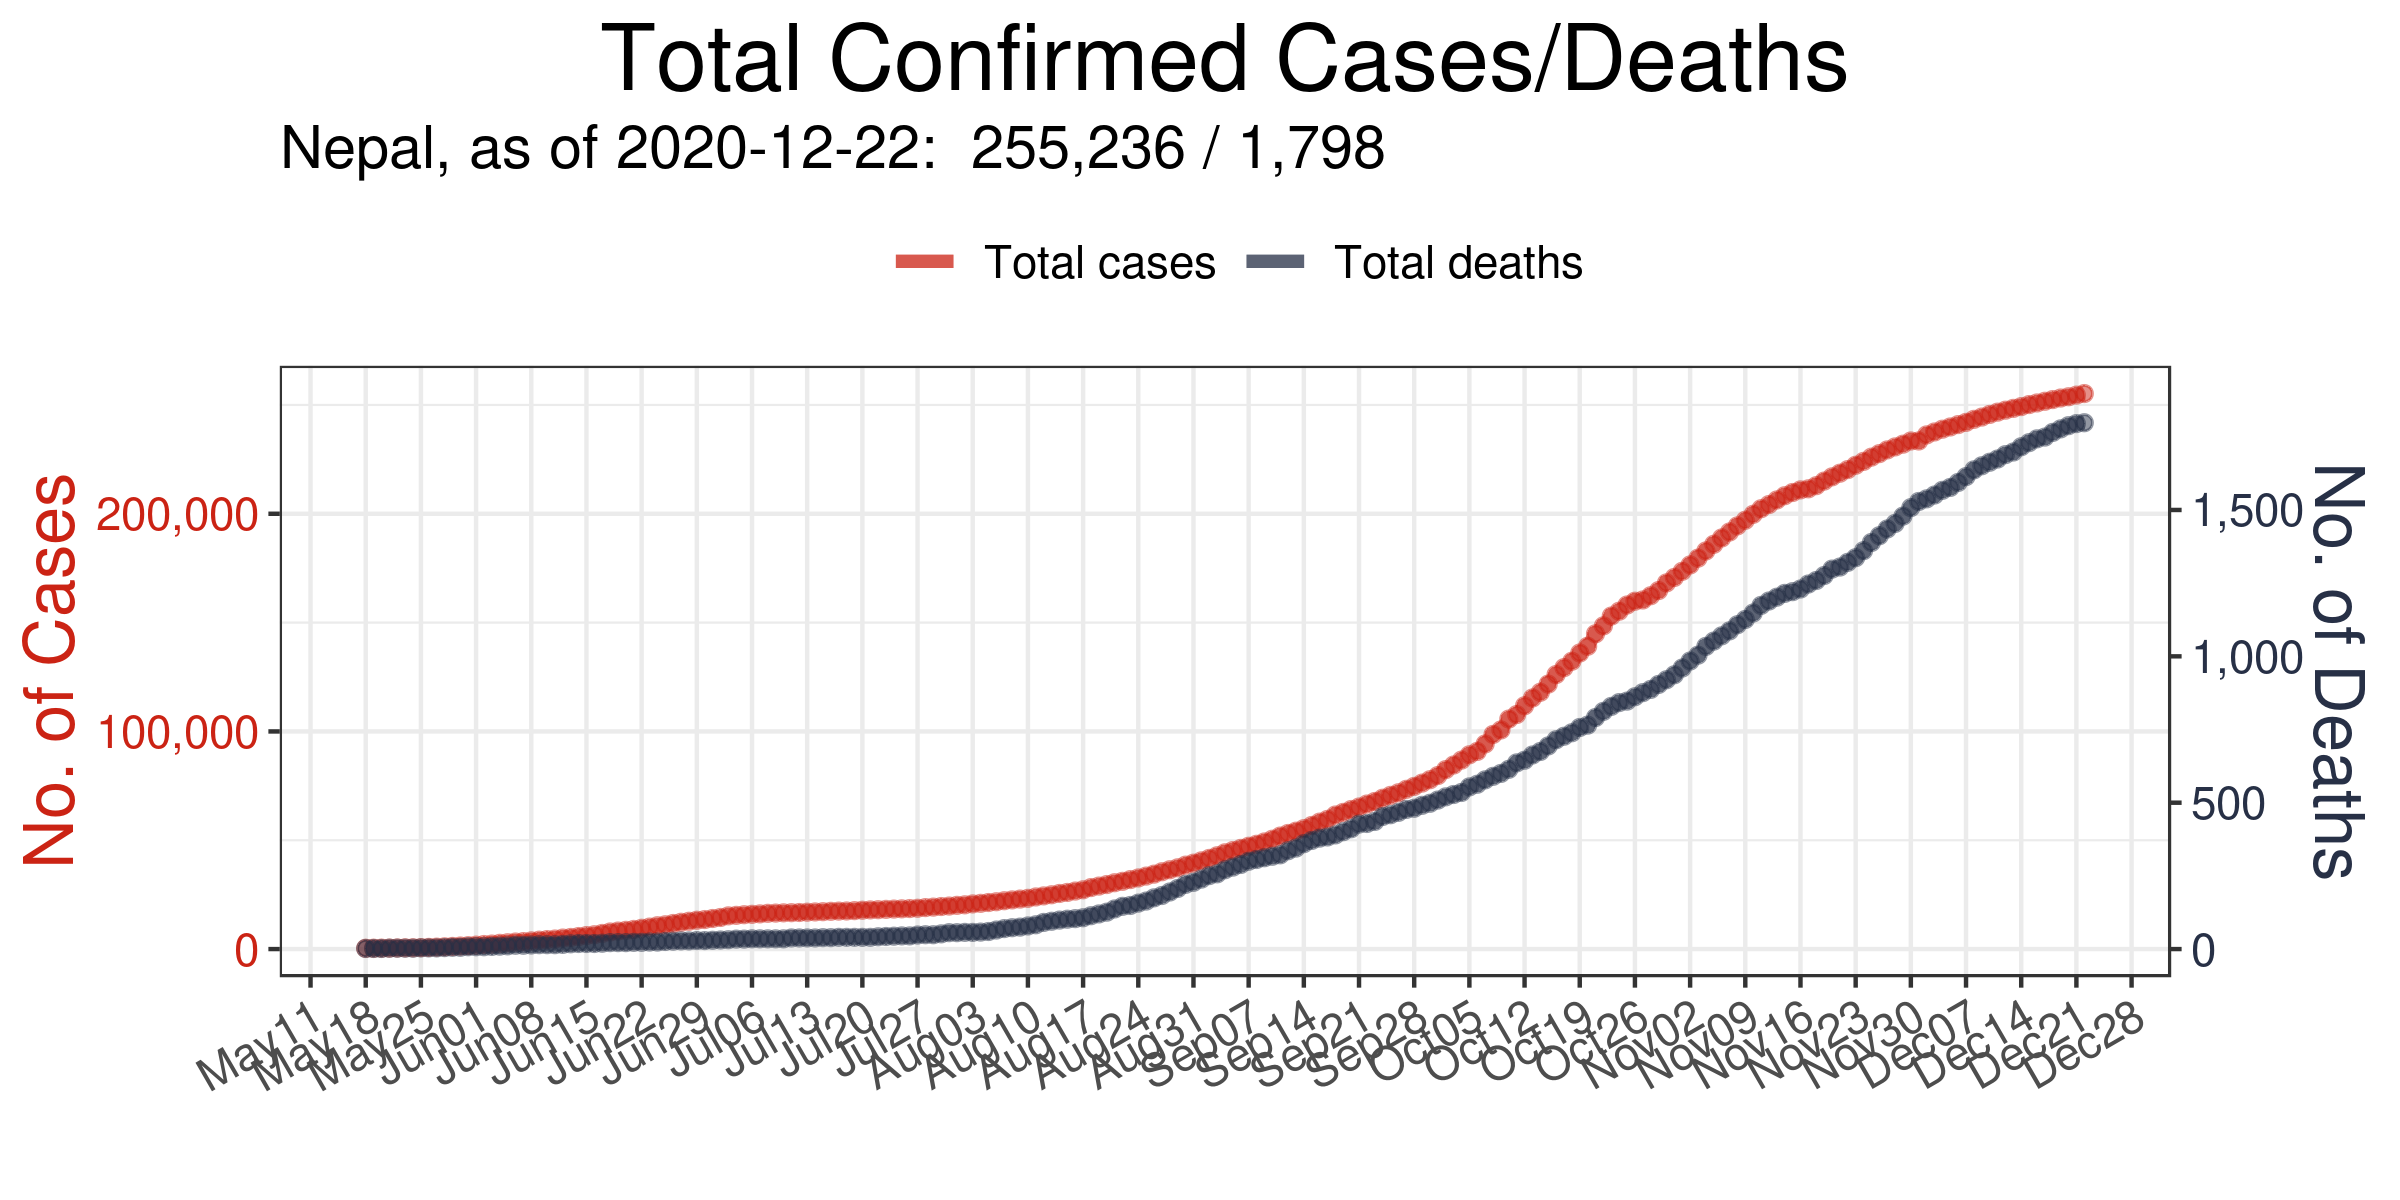 Total Confirmed Cases/Deaths
Nepal, as of 2020-12-22:  255,236 / 1,798
Total cases
Total deaths
No. of Cases
200,000
100,000
0
1,500
1,000
500
0
No. of Deaths
May11
May18
May25
Jun01
Jun08
Jun15
Jun22
Jun29
Jul06
Jul13
Jul20
Jul27
Aug03
Aug10
Aug17
Aug24
Aug31
Sep07
Sep14
Sep21
Sep28
Oct05
Oct12
Oct19
Oct26
Nov02
Nov09
Nov16
Nov23
Nov30
Dec07
Dec14
Dec21
Dec28